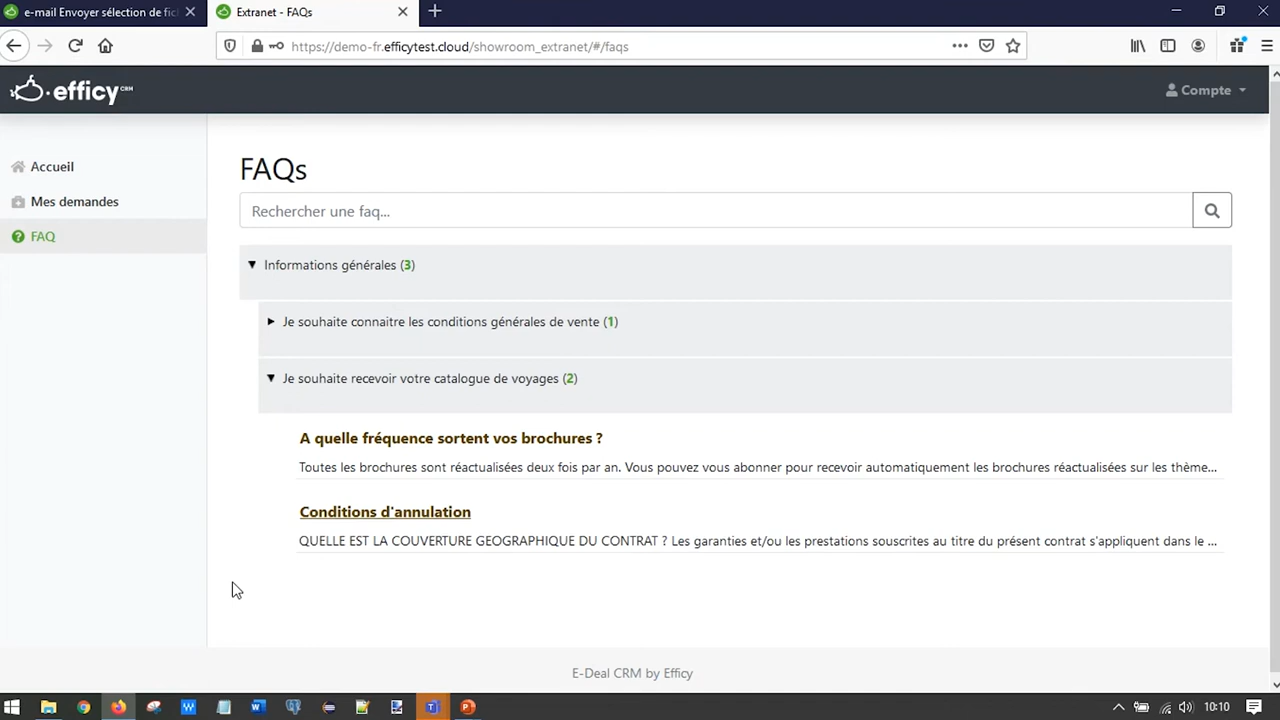 e-mail Envoyer sélection de fich
Extranet - FAQs
https://demo-fr.efficytest.cloud/showroom_extranet/#/faqs
efficy CRM
Compte
Accueil
Mes demandes
FAQ
FAQs
Rechercher une faq...
Informations générales (3)
Je souhaite connaitre les conditions générales de vente (1)
Je souhaite recevoir votre catalogue de voyages (2)
A quelle fréquence sortent vos brochures ?
Toutes les brochures sont réactualisées deux fois par an. Vous pouvez vous abonner pour recevoir automatiquement les brochures réactualisées sur les thème...
Conditions d'annulation
QUELLE EST LA COUVERTURE GEOGRAPHIQUE DU CONTRAT ? Les garanties et/ou les prestations souscrites au titre du présent contrat s'appliquent dans le ...
E-Deal CRM by Efficy
10:10